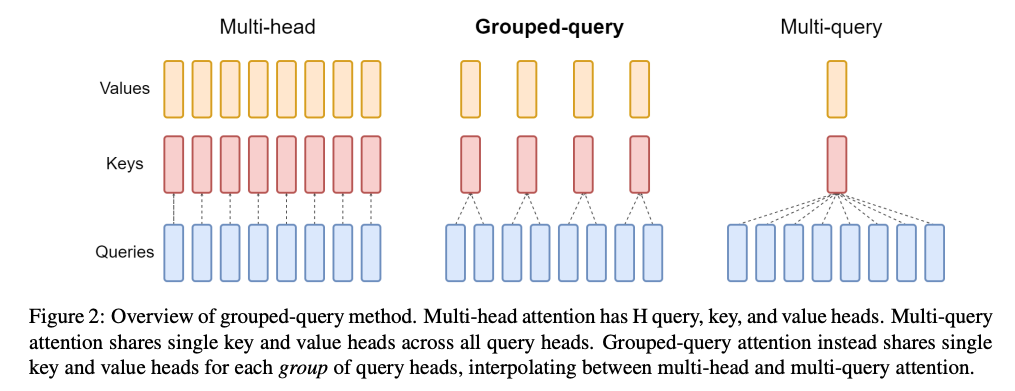 Multi-head
Grouped-query
Multi-query
Values
Keys
Queries
Figure 2: Overview of grouped-query method. Multi-head attention has H query, key, and value heads. Multi-query
attention shares single key and value heads across all query heads. Grouped-query attention instead shares single
key and value heads for each group of query heads, interpolating between multi-head and multi-query attention.